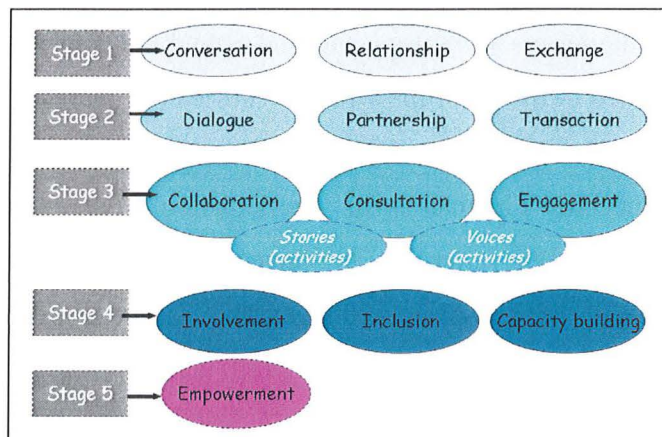 Stage 1 Conversation Relationship Exchange
Stage 2 Dialogue Partnership Transaction
Stage 3 Collaboration Consultation Engagement
Stories Voices
(activities) (activities)
Stage 4 Involvement Inclusion Capacity building
Stage 5 Empowerment